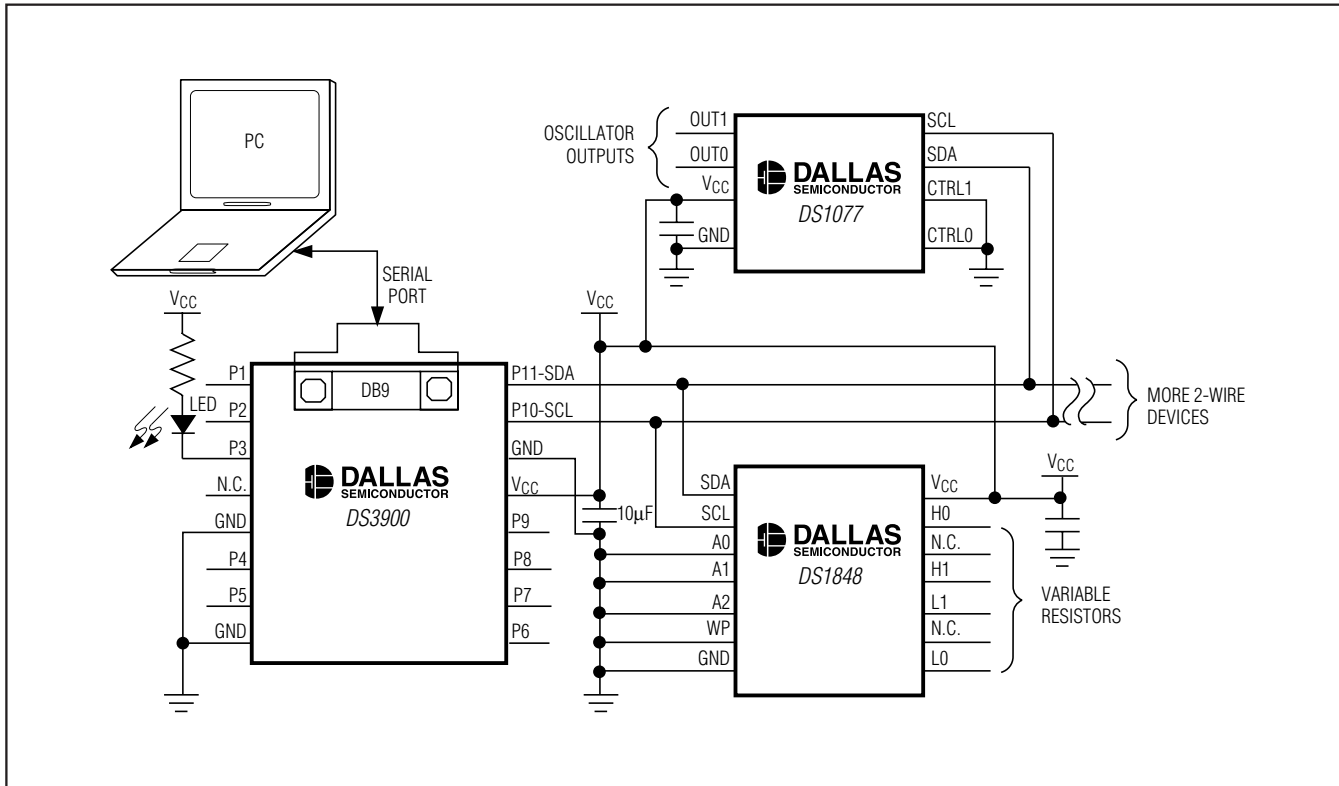 PC
SERIAL
PORT
VCC
LED
P1
P2
P3
N.C.
GND
P4
P5
GND
DB9
DALLAS
SEMICONDUCTOR
DS3900
P11-SDA
P10-SCL
GND
VCC
P9
P8
P7
P6
VCC
10µF
OSCILLATOR
OUTPUTS
OUT1
OUT0
VCC
GND
DALLAS
SEMICONDUCTOR
DS1077
SCL
SDA
CTRL1
CTRL0
MORE 2-WIRE
DEVICES
SDA
SCL
A0
A1
A2
WP
GND
DALLAS
SEMICONDUCTOR
DS1848
VCC
H0
N.C.
H1
L1
N.C.
L0
VCC
VARIABLE
RESISTORS